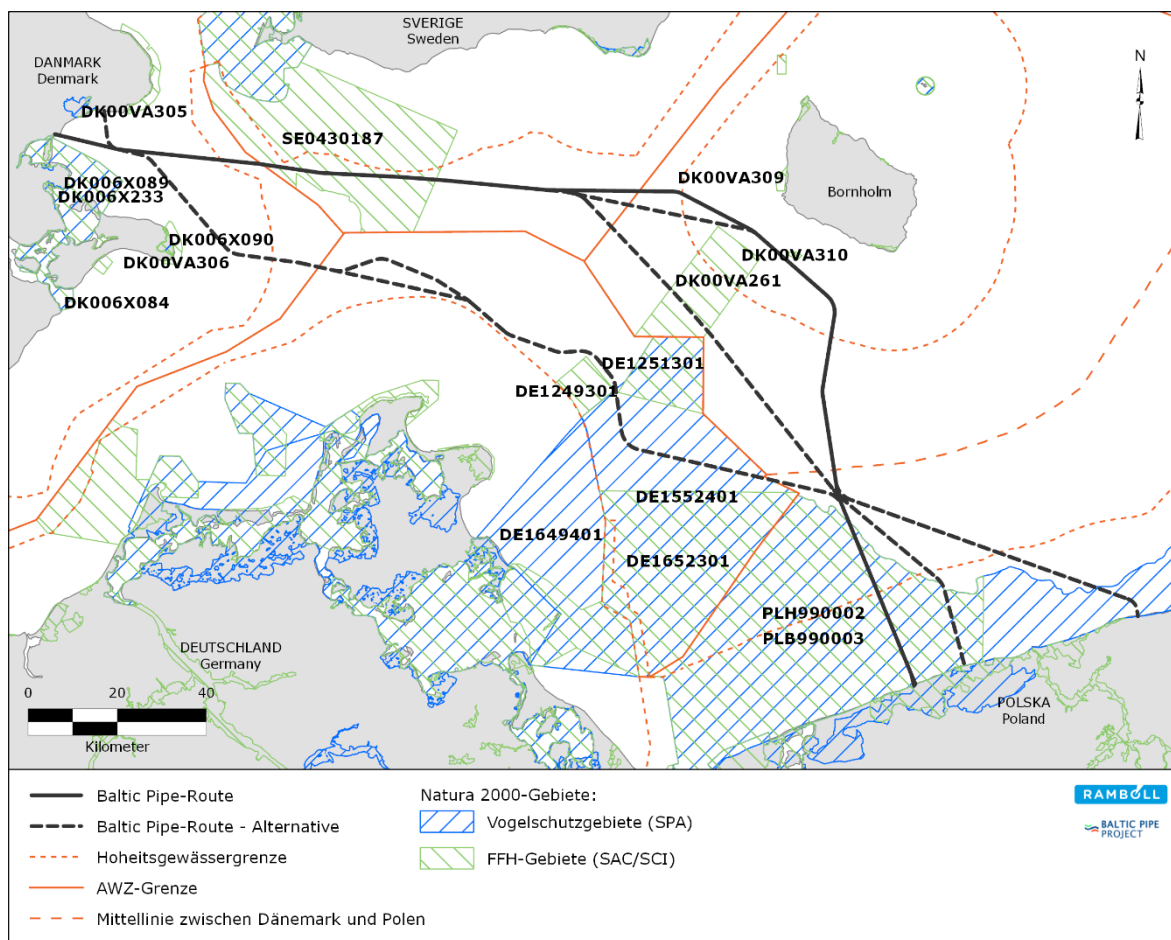 SVERIGE
Sweden
DANMARK
Denmark
N
DK00VA305
SE0430187
DK006X089
DK006X233
DK00VA309
Bornholm
DK006X090
DK00VA306
DK00VA310
DK00VA261
DK006X084
DE1251301
DE1249301
DE1552401
DE1649401
DE1652301
PLH990002
PLB990003
DEUTSCHLAND
Germany
POLSKA
Poland
0 20 40
Kilometer
Baltic Pipe-Route
Baltic Pipe-Route - Alternative
Hoheitsgewässergrenze
AWZ-Grenze
Mittellinie zwischen Dänemark und Polen
Natura 2000-Gebiete:
Vogelschutzgebiete (SPA)
FFH-Gebiete (SAC/SCI)
RAMBOLL
BALTIC PIPE
PROJECT